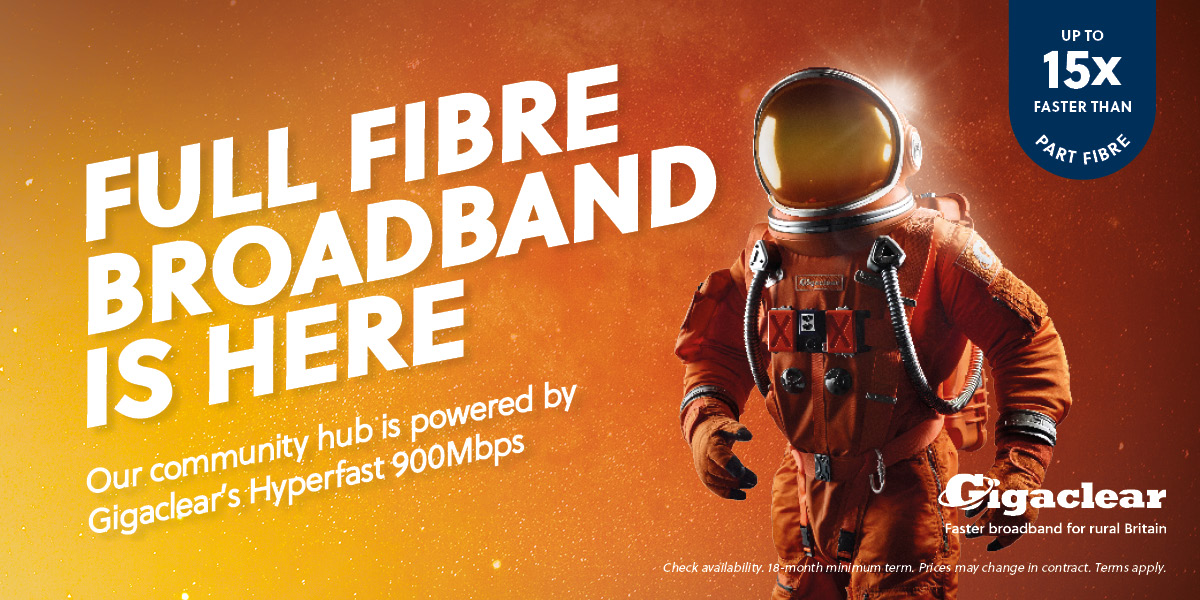 FULL FIBRE
BROADBAND
IS HERE
Our community hub is powered by
Gigaclear's Hyperfast 900Mbps
UP TO
15x
FASTER THAN
PART FIBRE
Gigaclear
Gigaclear
Faster broadband for rural Britain
Check availability. 18-month minimum term. Prices may change in contract. Terms apply.